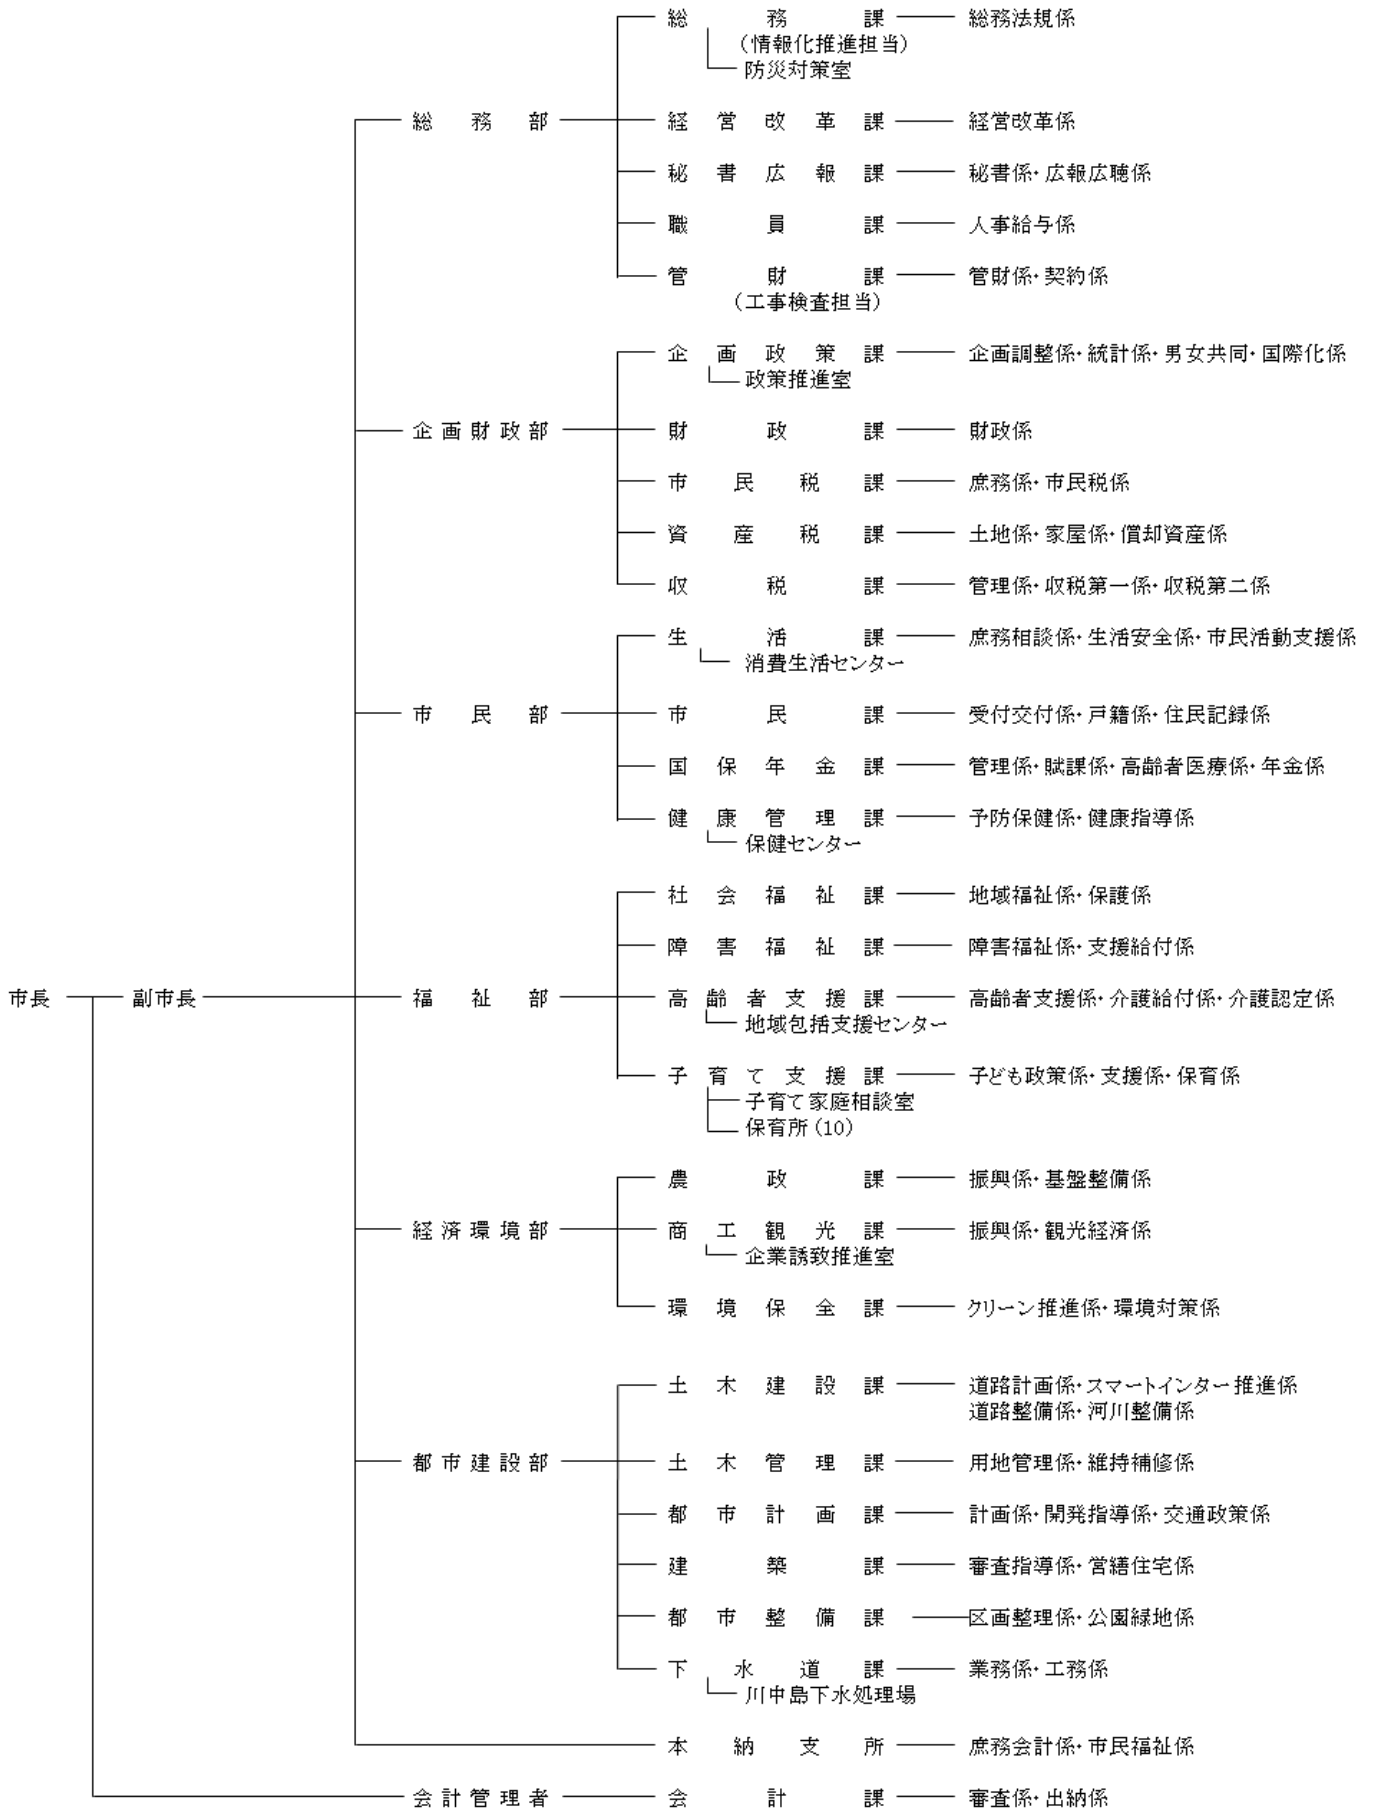 総務課 総務法規係
(情報化推進担当)
防災対策室
総務部 経営改革課 経営改革係
秘書広報課 秘書係・広報広聴係
職員課 人事給与係
管財課 管財係・契約係
(工事検査担当)
企画政策課 企画調整係・統計係・男女共同・国際化係
政策推進室
企画財政部 財政課 財政係
市民税課 庶務係・市民税係
資産税課 土地係・家屋係・償却資産係
収税課 管理係・収税第一係・収税第二係
生活課 庶務相談係・生活安全係・市民活動支援係
消費生活センター
市民部 市民課 受付交付係・戸籍係・住民記録係
国保年金課 管理係・賦課係・高齢者医療係・年金係
健康管理課 予防保健係・健康指導係
保健センター
社会福祉課 地域福祉係・保護係
障害福祉課 障害福祉係・支援給付係
市長 副市長 福祉部 高齢者支援課 高齢者支援係・介護給付係・介護認定係
地域包括支援センター
子育て支援課 子ども政策係・支援係・保育係
子育て家庭相談室
保育所(10)
農政課 振興係・基盤整備係
経済環境部 商工観光課 振興係・観光経済係
企業誘致推進室
環境保全課 クリーン推進係・環境対策係
土木建設課 道路計画係・スマートインター推進係
道路整備係・河川整備係
都市建設部 土木管理課 用地管理係・維持補修係
都市計画課 計画係・開発指導係・交通政策係
建築課 審査指導係・営繕住宅係
都市整備課 区画整理係・公園緑地係
下水道課 業務係・工務係
川中島下水処理場
本納支所 庶務会計係・市民福祉係
会計管理者 会計課 審査係・出納係